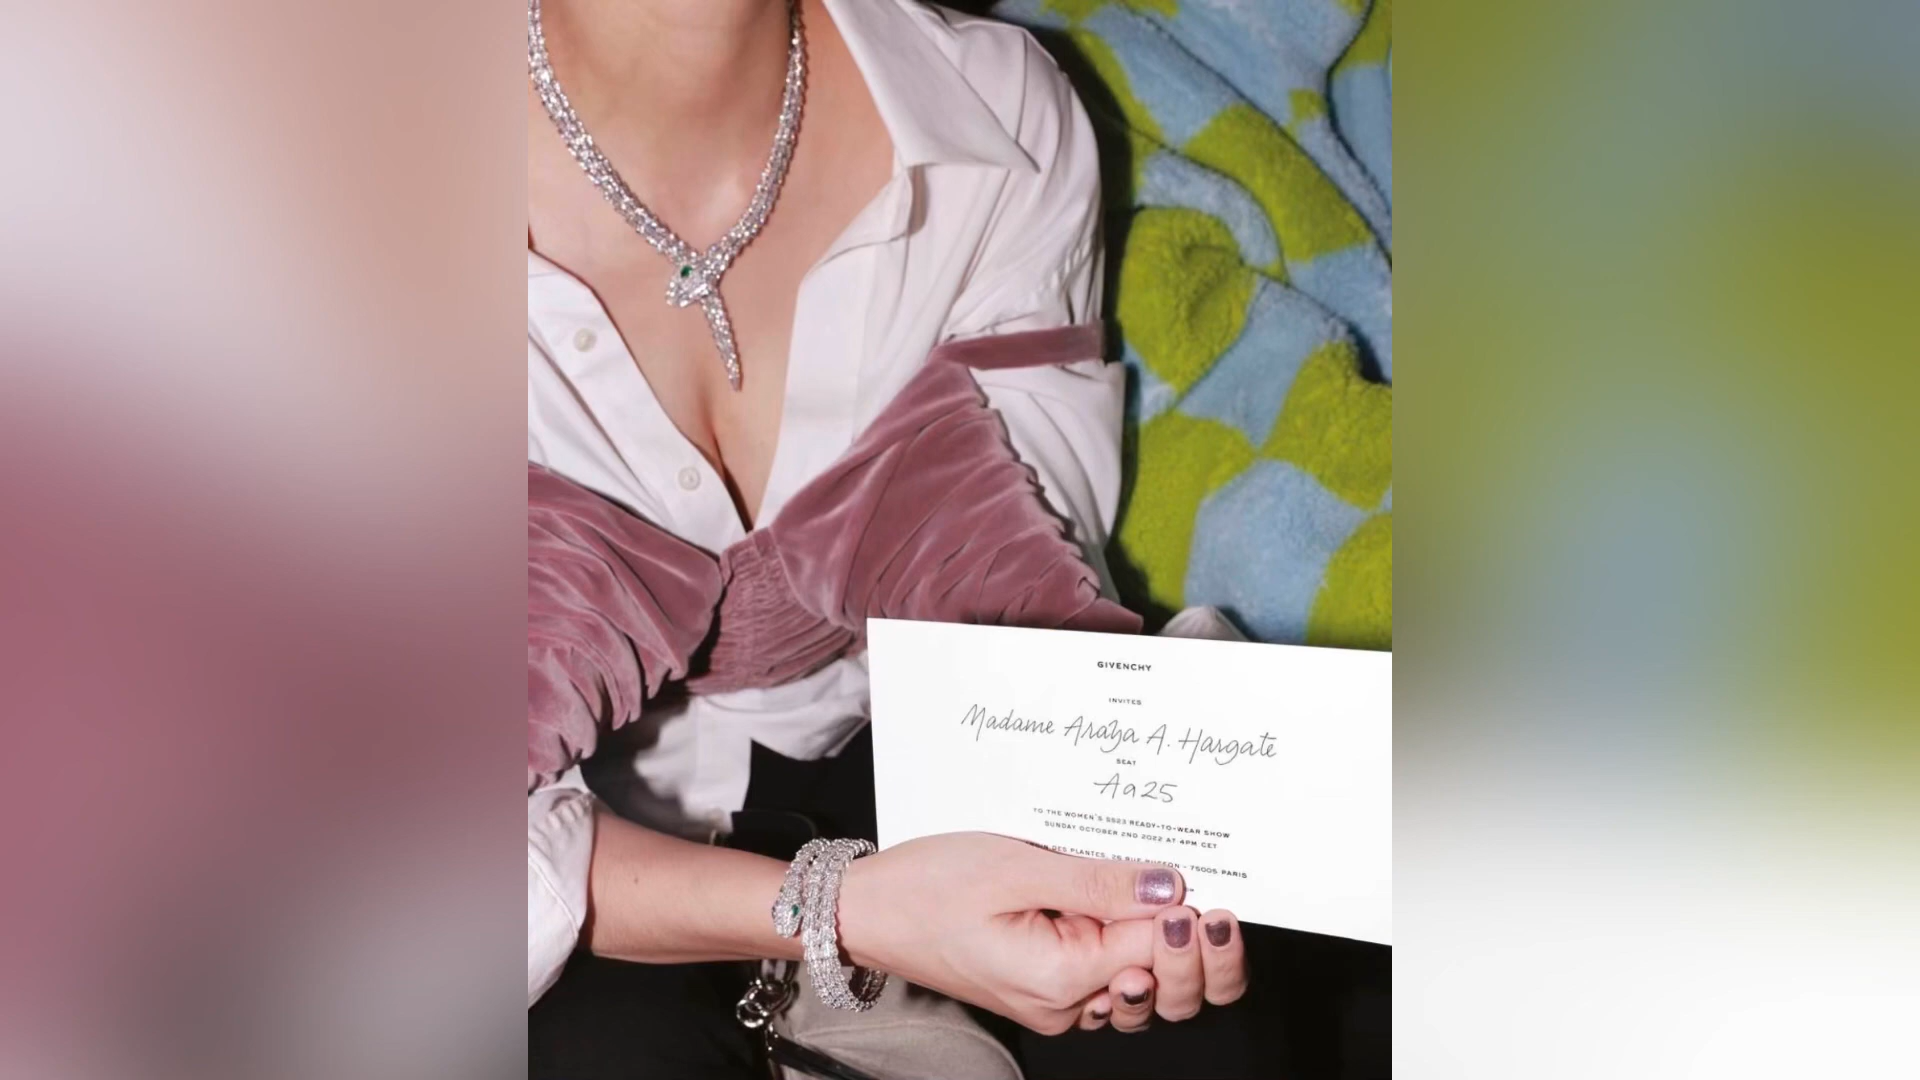 GIVENCHY
INVITES
Madame Araya A. Hargate
SEAT
Aa25
TO THE WOMEN'S SS23 READY-TO-WEAR SHOW
SUNDAY OCTOBER 2ND 2022 AT 4PM CET
DES PLANTES, 26 RUE BUFFON - 75005 PARIS